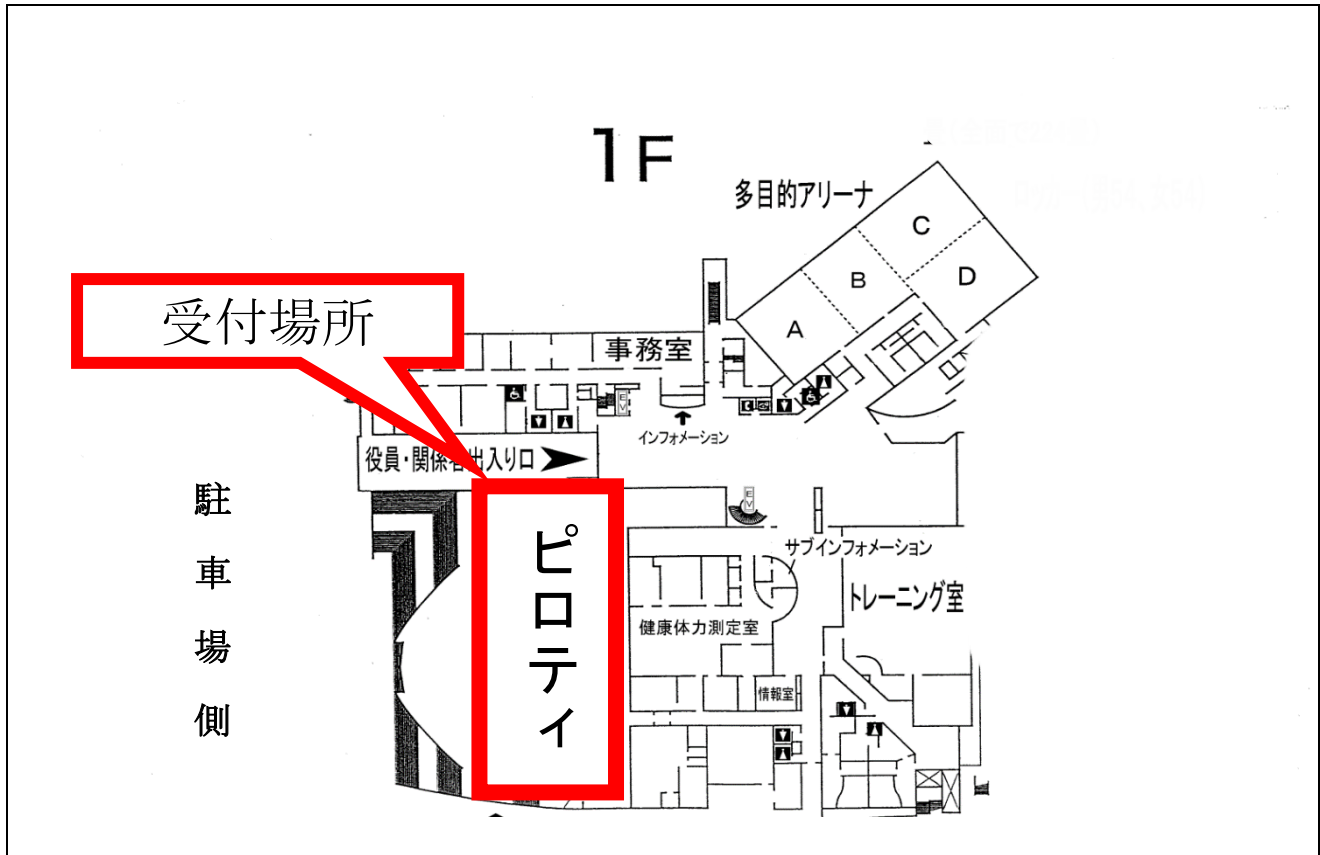 1F
多目的アリーナ
C
B
D
A
受付場所
事務室
EV
インフォメーション
役員・関係者出入り口
EV
駐車場側
ピロティ
サブインフォメーション
トレーニング室
健康体力測定室
情報室